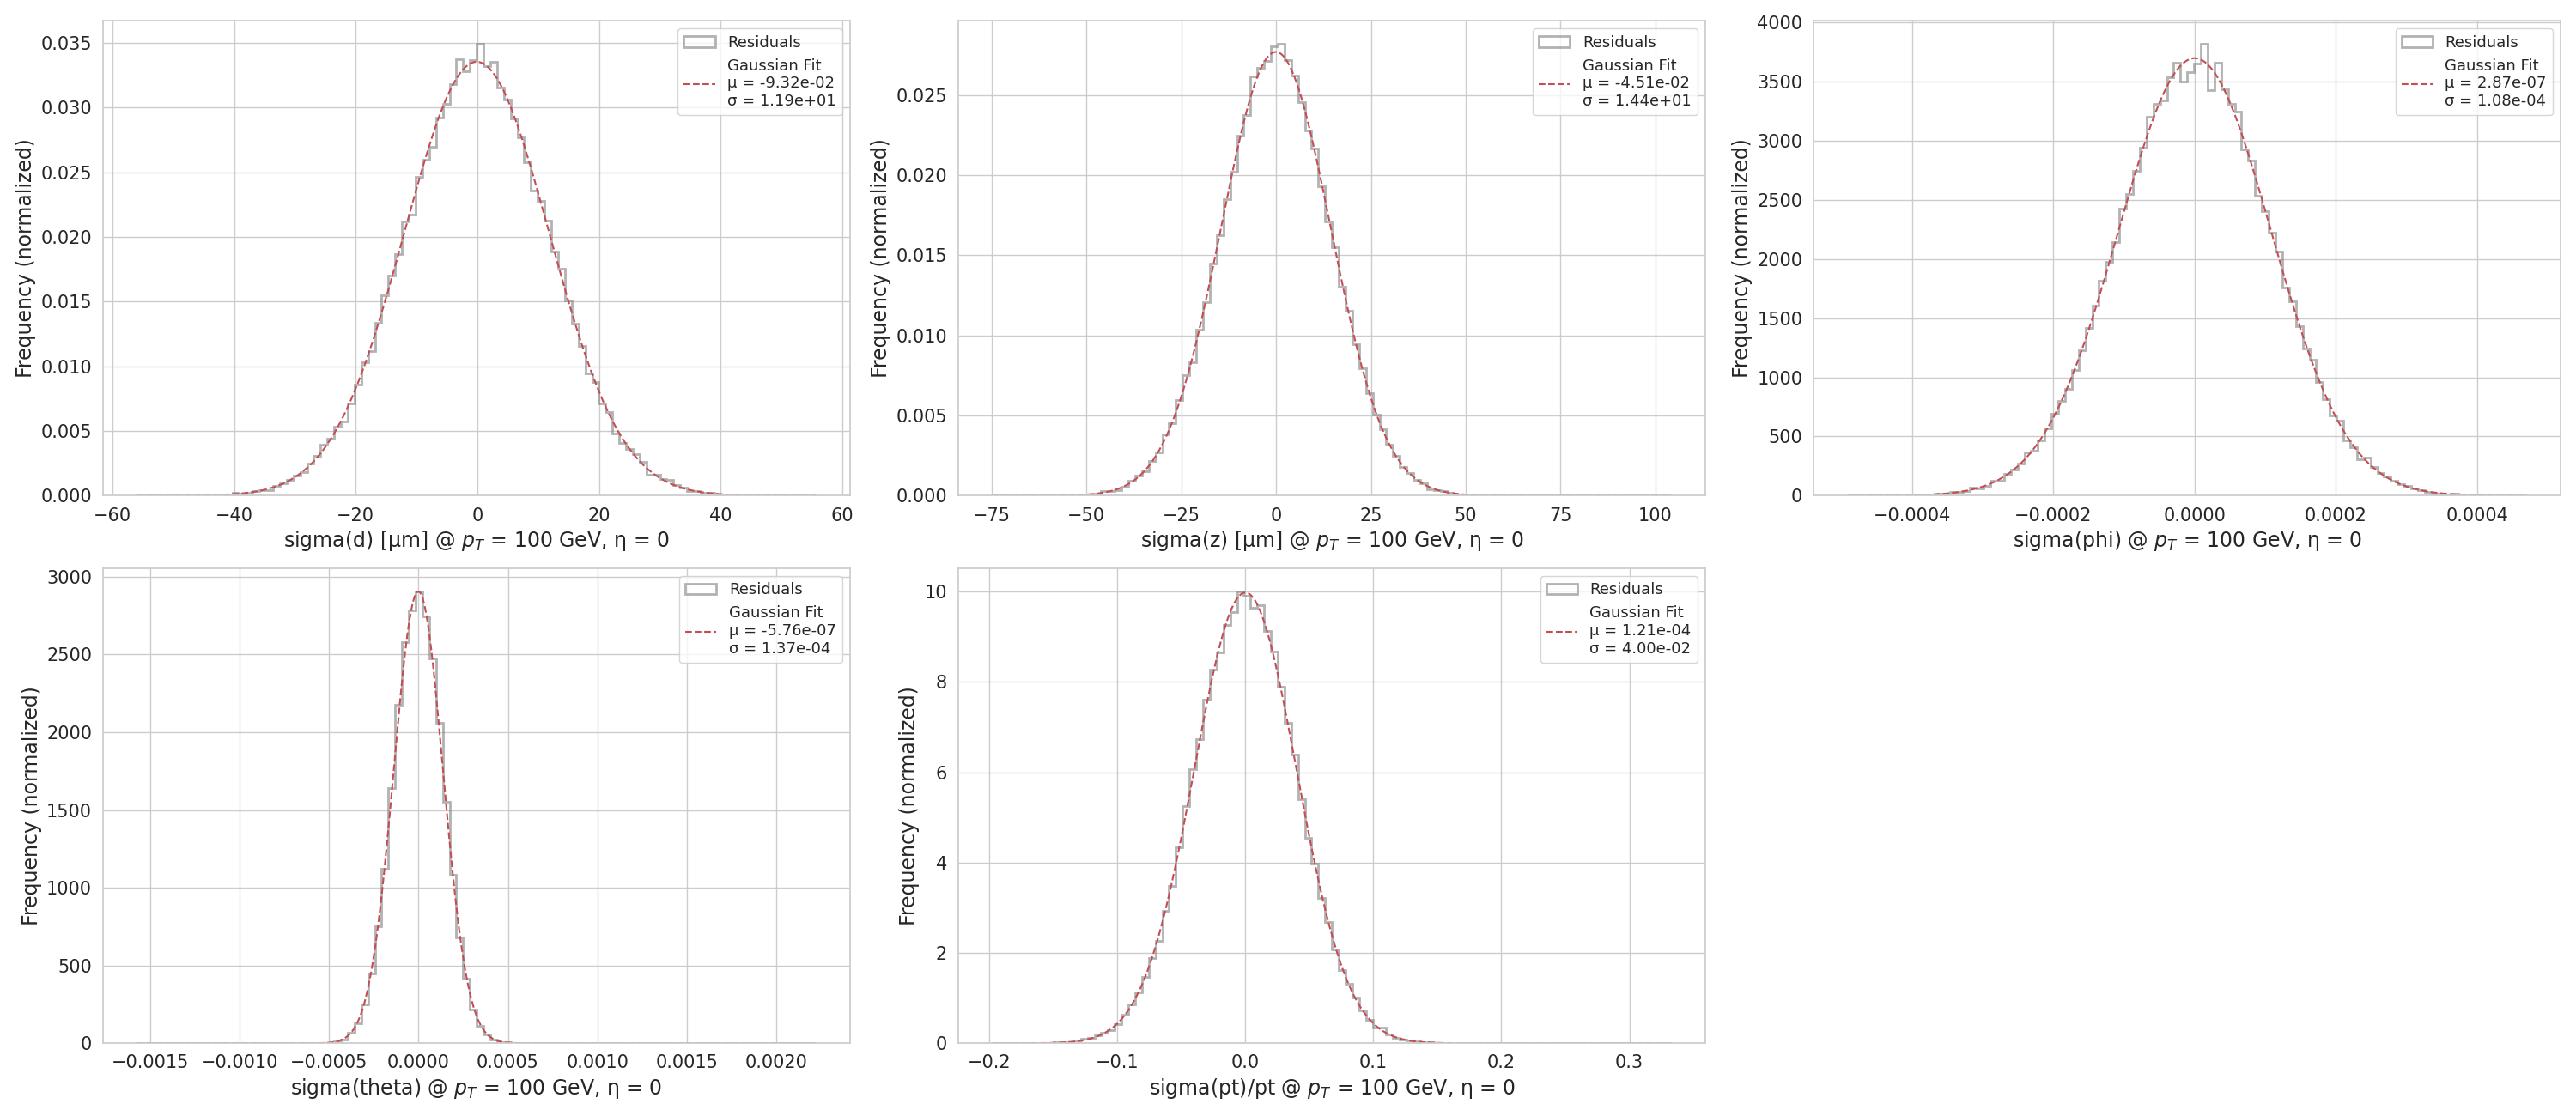 Frequency (normalized)
0.035
0.030
0.025
0.020
0.015
0.010
0.005
0.000
−60
−40
−20
0
20
40
60
sigma(d) [μm] @ pT = 100 GeV, η = 0
Residuals
Gaussian Fit
μ = -9.32e-02
σ = 1.19e+01
Frequency (normalized)
0.025
0.020
0.015
0.010
0.005
0.000
−75
−50
−25
0
25
50
75
100
sigma(z) [μm] @ pT = 100 GeV, η = 0
Residuals
Gaussian Fit
μ = -4.51e-02
σ = 1.44e+01
Frequency (normalized)
4000
3500
3000
2500
2000
1500
1000
500
0
−0.0004
−0.0002
0.0000
0.0002
0.0004
sigma(phi) @ pT = 100 GeV, η = 0
Residuals
Gaussian Fit
μ = 2.87e-07
σ = 1.08e-04
Frequency (normalized)
3000
2500
2000
1500
1000
500
0
−0.0015
−0.0010
−0.0005
0.0000
0.0005
0.0010
0.0015
0.0020
sigma(theta) @ pT = 100 GeV, η = 0
Residuals
Gaussian Fit
μ = -5.76e-07
σ = 1.37e-04
Frequency (normalized)
10
8
6
4
2
0
−0.2
−0.1
0.0
0.1
0.2
0.3
sigma(pt)/pt @ pT = 100 GeV, η = 0
Residuals
Gaussian Fit
μ = 1.21e-04
σ = 4.00e-02